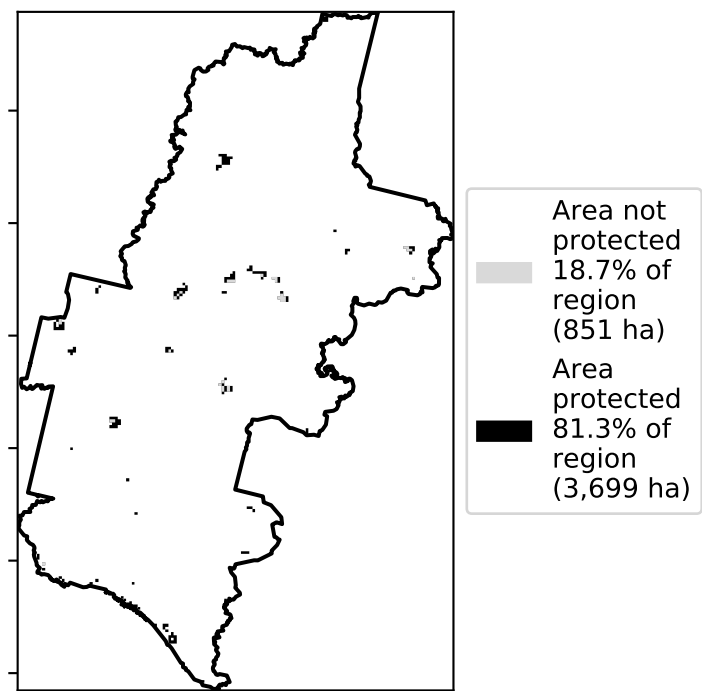 Area not
protected
18.7% of
region
(851 ha)
Area
protected
81.3% of
region
(3,699 ha)